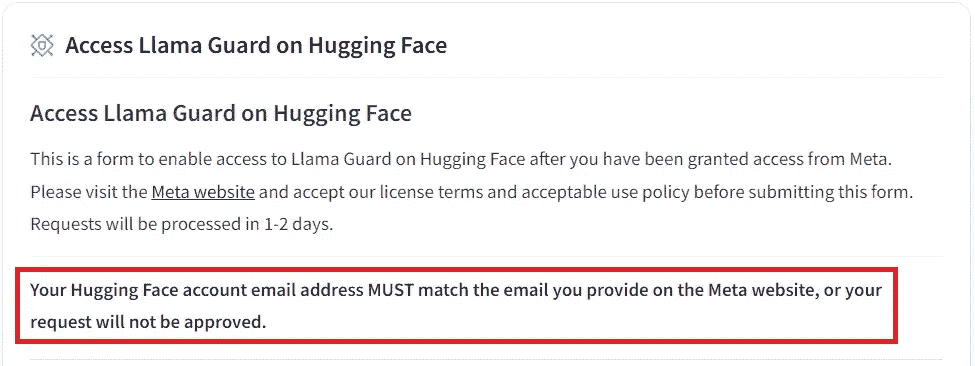 Access Llama Guard on Hugging Face
Access Llama Guard on Hugging Face
This is a form to enable access to Llama Guard on Hugging Face after you have been granted access from Meta.
Please visit the Meta website and accept our license terms and acceptable use policy before submitting this form.
Requests will be processed in 1-2 days.
Your Hugging Face account email address MUST match the email you provide on the Meta website, or your
request will not be approved.